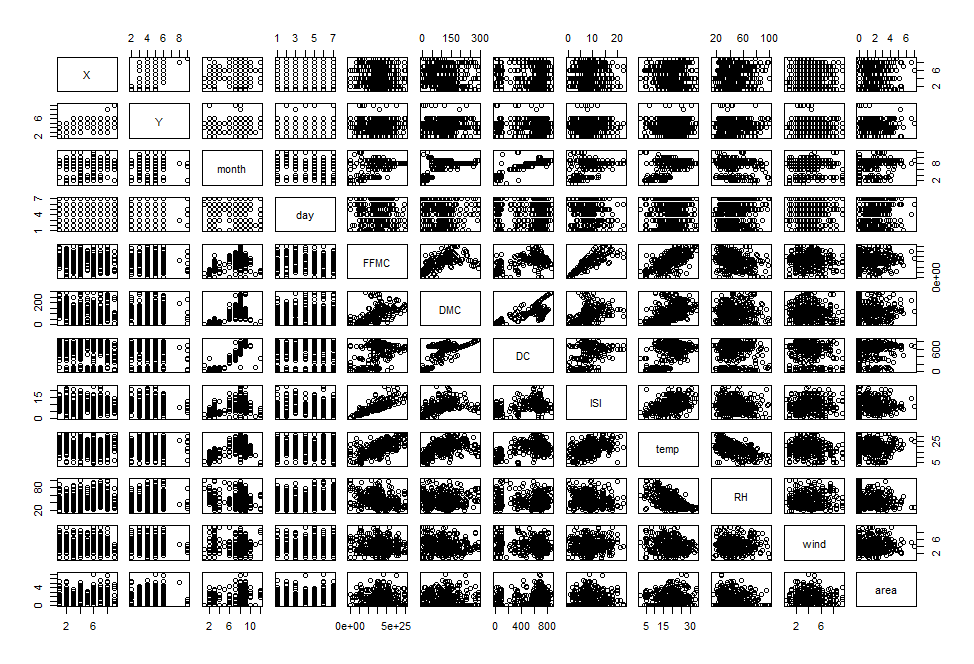 2 4 6 8 1 3 5 7 0 150 300 0 10 20 20 60 100 0 2 4 6
X 2 6
2 6 Y
month 2 8
1 4 7 day
FFMC 0e+00
0 200 DMC
DC 0 600
0 15 ISI
temp 5 25
20 80 RH
wind 2 6
0 4 area
2 6 2 6 10 0e+00 5e+25 0 400 800 5 15 30 2 6